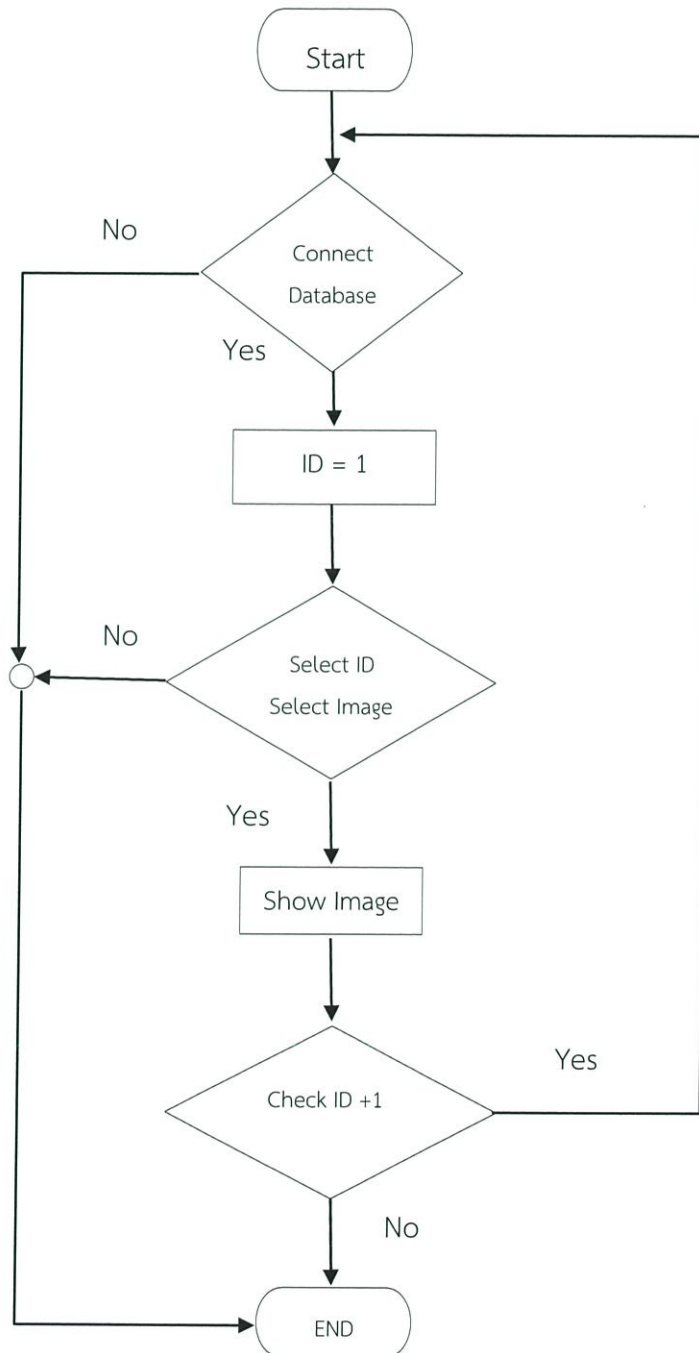 Start
No
Connect
Database
Yes
ID = 1
No
Select ID
Select Image
Yes
Show Image
Yes
Check ID +1
No
END